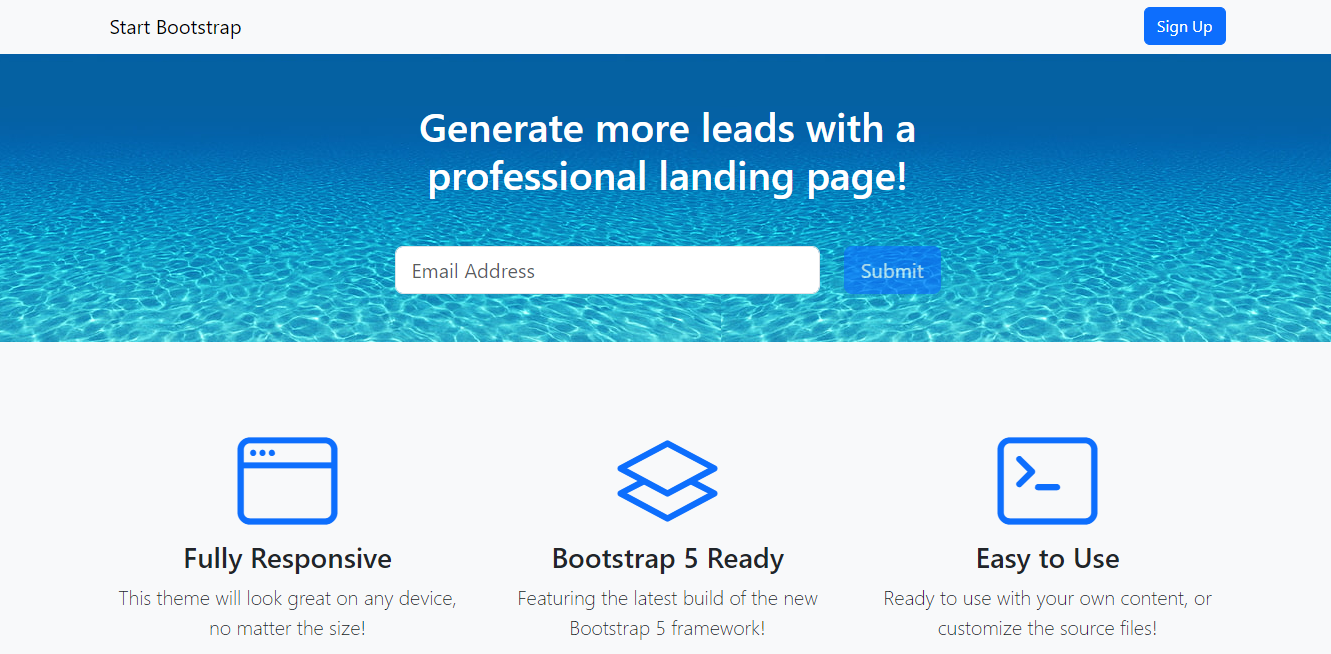 Start Bootstrap
Sign Up
Generate more leads with a
professional landing page!
Email Address
Submit
Fully Responsive
This theme will look great on any device,
no matter the size!
Bootstrap 5 Ready
Featuring the latest build of the new
Bootstrap 5 framework!
Easy to Use
Ready to use with your own content, or
customize the source files!